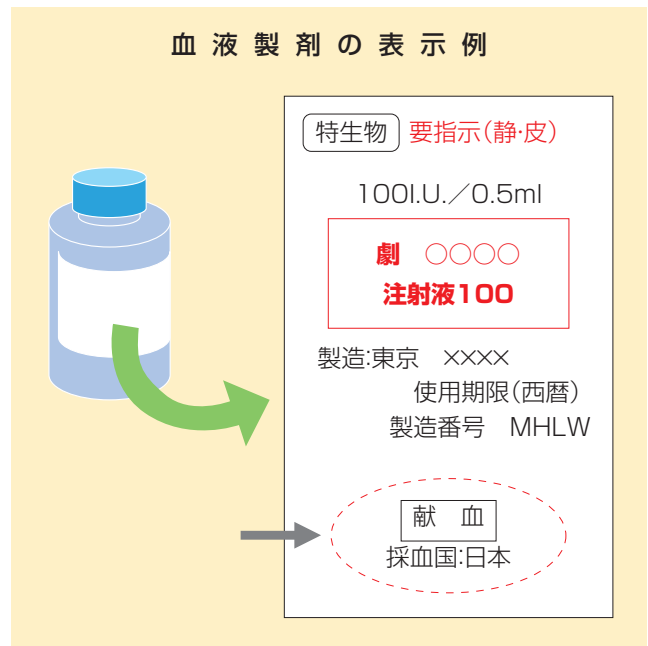 血液製剤の表示例
特生物 要指示(静・皮)
100I.U./0.5ml
劇 ○○○○
注射液100
製造:東京 ××××
使用期限(西暦)
製造番号 MHLW
献 血
採血国:日本